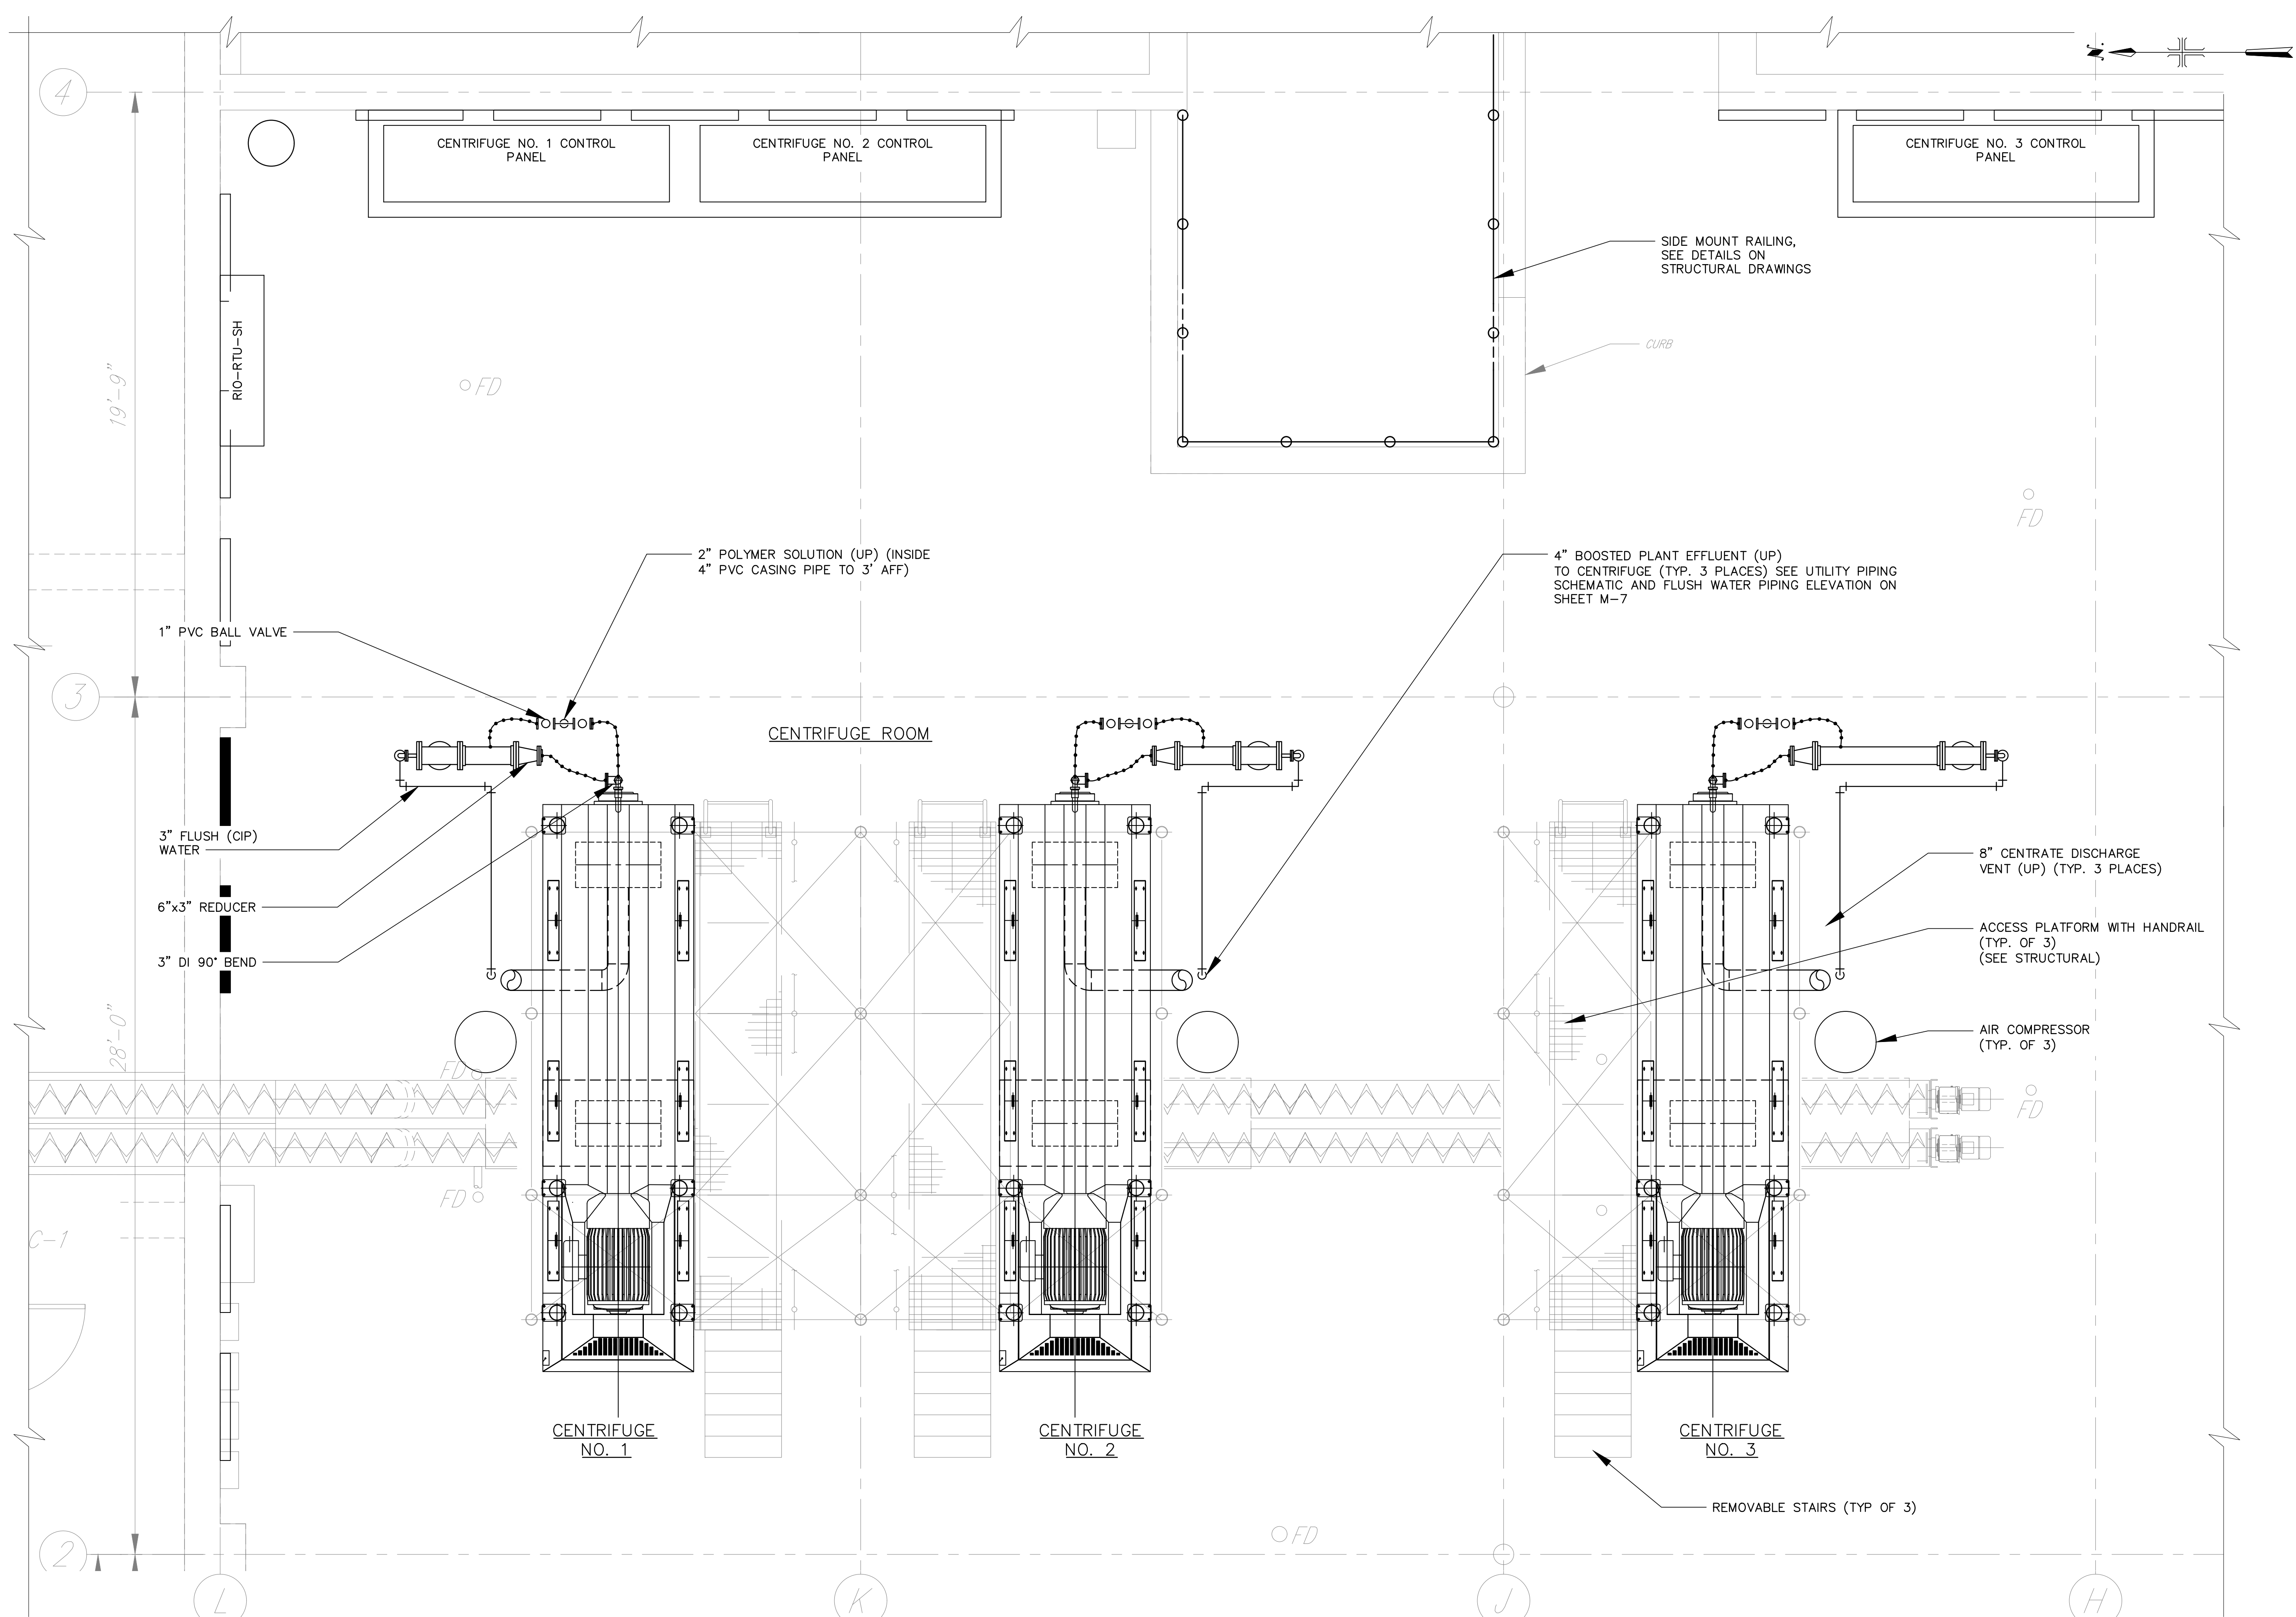 4
CENTRIFUGE NO. 1 CONTROL
PANEL
CENTRIFUGE NO. 2 CONTROL
PANEL
CENTRIFUGE NO. 3 CONTROL
PANEL
SIDE MOUNT RAILING,
SEE DETAILS ON
STRUCTURAL DRAWINGS
CURB
RIO-RTU-SH
19'-9"
FD
FD
2" POLYMER SOLUTION (UP) (INSIDE
4" PVC CASING PIPE TO 3' AFF)
4" BOOSTED PLANT EFFLUENT (UP)
TO CENTRIFUGE (TYP. 3 PLACES) SEE UTILITY PIPING
SCHEMATIC AND FLUSH WATER PIPING ELEVATION ON
SHEET M-7
1" PVC BALL VALVE
3
CENTRIFUGE ROOM
3" FLUSH (CIP)
WATER
6"x3" REDUCER
3" DI 90° BEND
8" CENTRATE DISCHARGE
VENT (UP) (TYP. 3 PLACES)
ACCESS PLATFORM WITH HANDRAIL
(TYP. OF 3)
(SEE STRUCTURAL)
AIR COMPRESSOR
(TYP. OF 3)
28'-0"
FD
FD
FD
C-1
CENTRIFUGE
NO. 1
CENTRIFUGE
NO. 2
CENTRIFUGE
NO. 3
REMOVABLE STAIRS (TYP OF 3)
FD
2
L
K
J
H